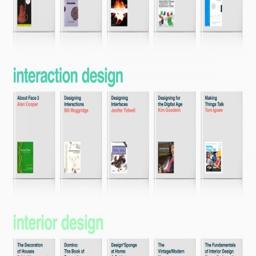 interaction design
About Face 3
Alan Cooper
Designing
Interactions
Bill Moggridge
Designing
Interfaces
Jenifer Tidwell
Designing for
the Digital Age
Kim Goodwin
Making
Things Talk
Tom Igoew
interior design
The Decoration
of Houses
Domino:
The Book of
Design*Sponge
at Home
The
Vintage/Modern
The Fundamentals
of Interior Design